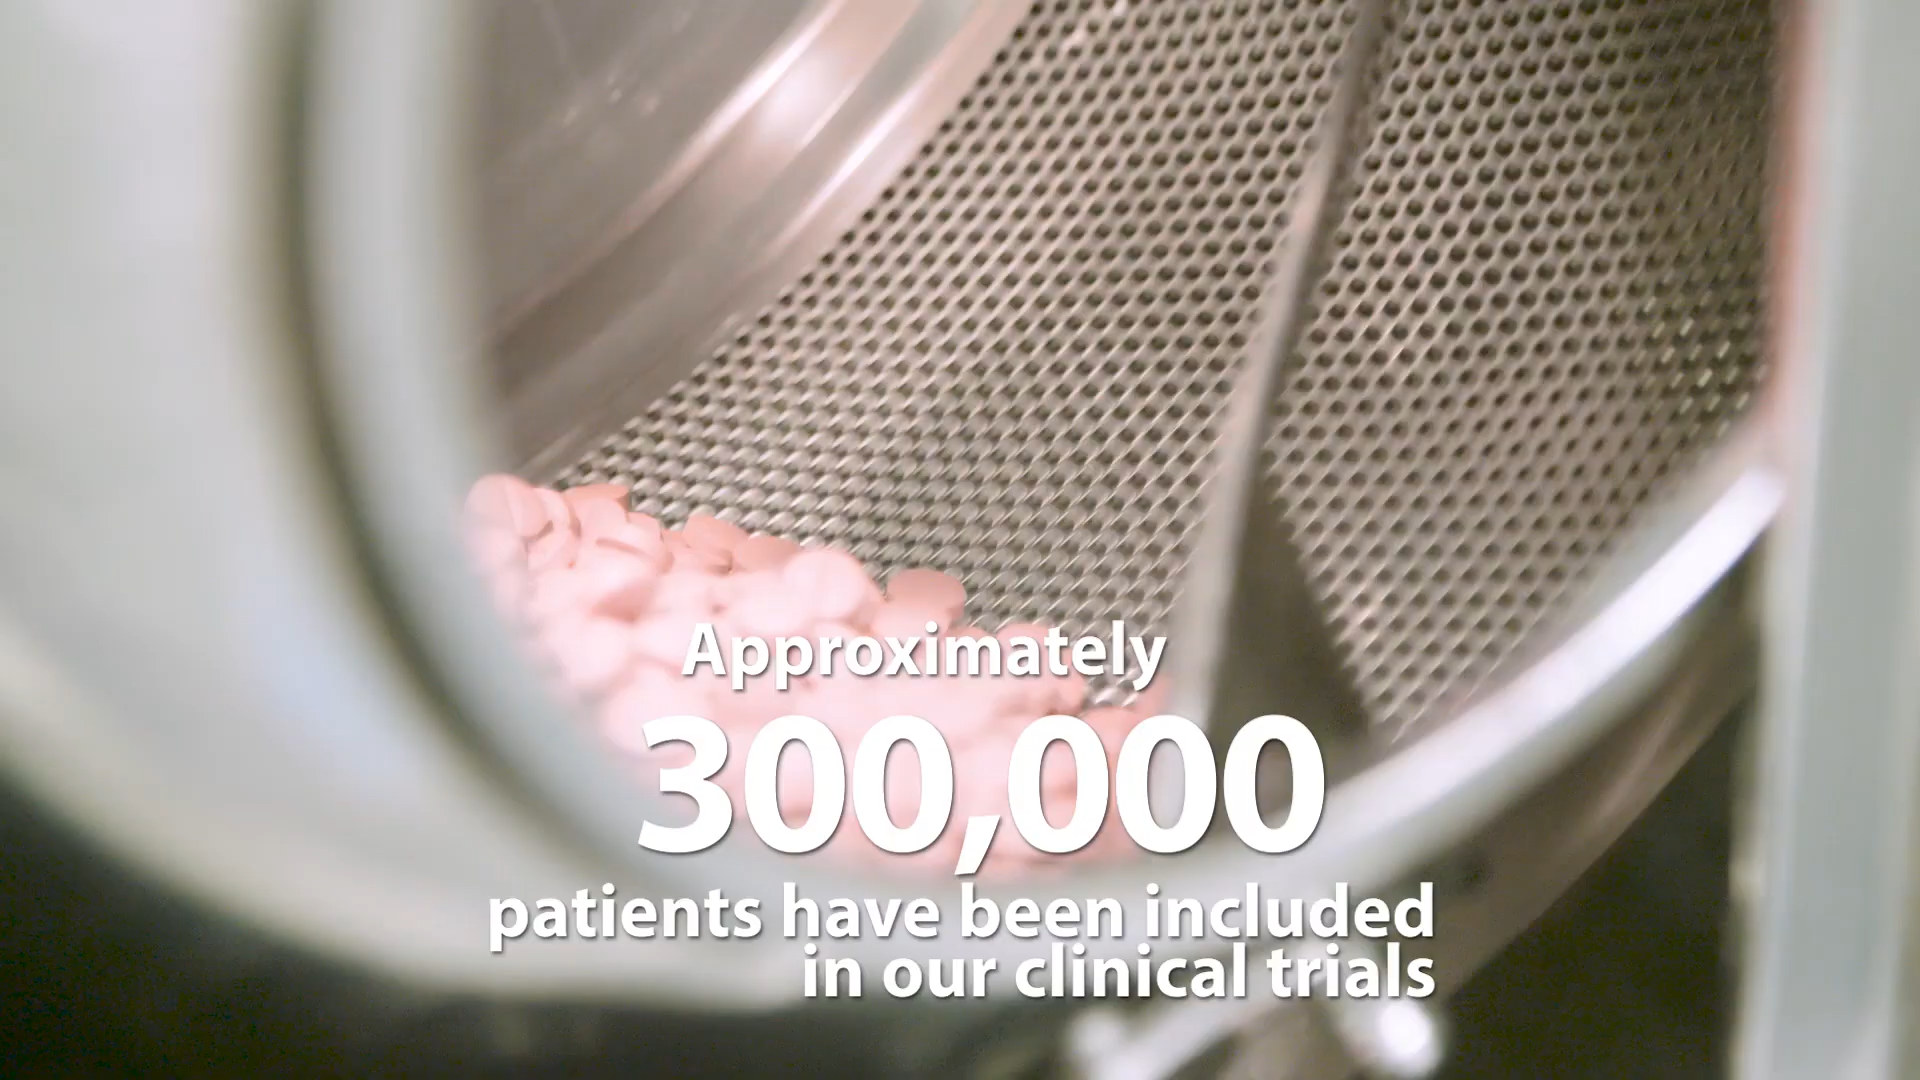 Approximately
300,000
patients have been included
in our clinical trials